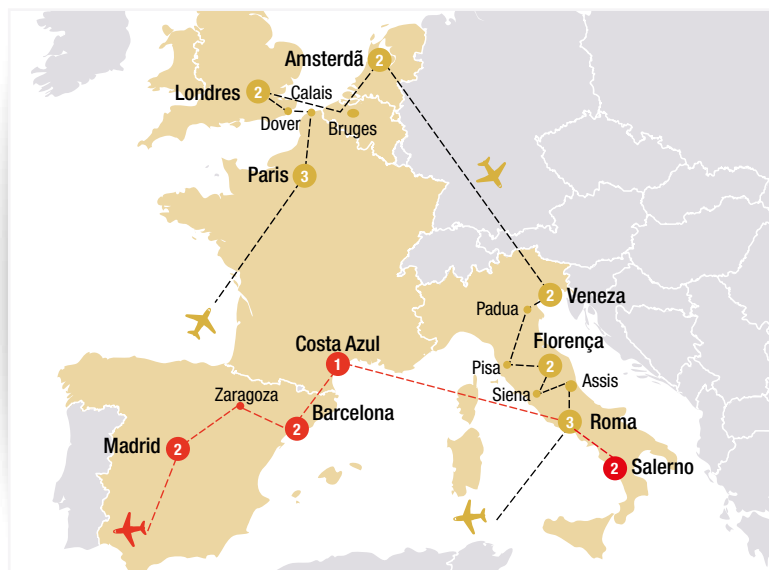 Amsterdã
2
Londres
2
Calais
Dover
Bruges
Paris
3
2
Veneza
Padua
Costa Azul
1
Florença
2
Pisa
Assis
Siena
Zaragoza
Barcelona
2
Roma
3
Madrid
2
Salerno
2